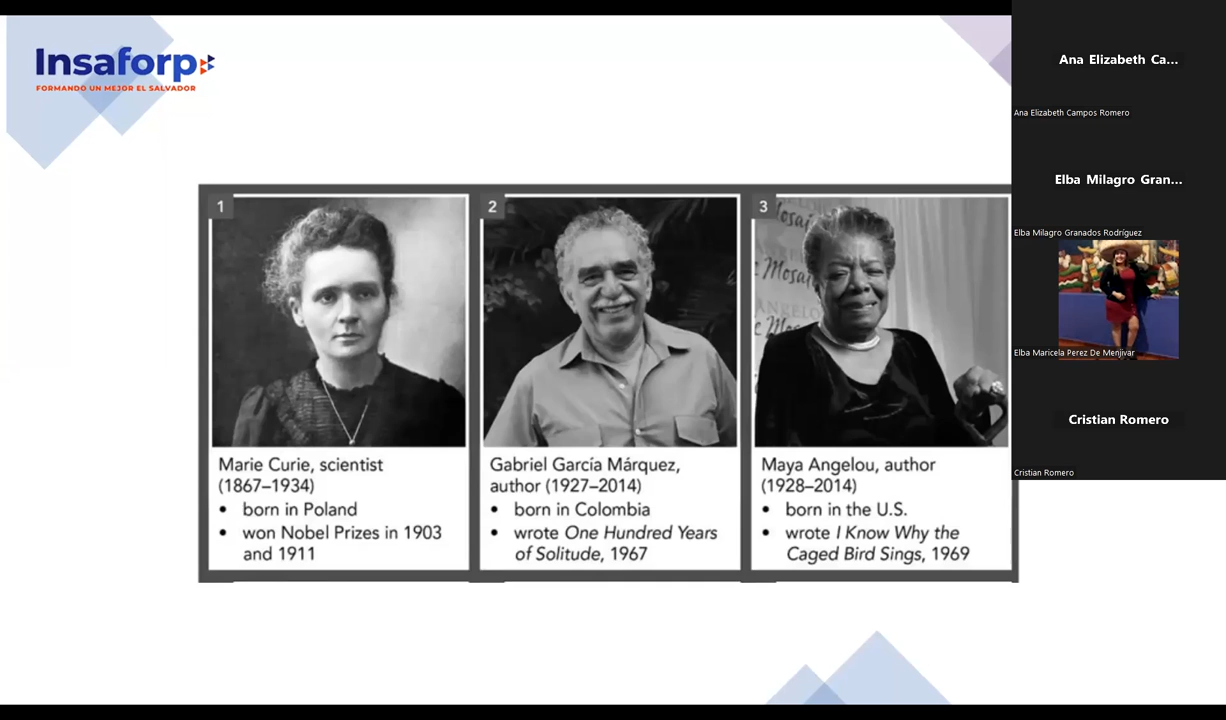 Insaforp
FORMANDO UN MEJOR EL SALVADOR
1
Marie Curie, scientist
(1867–1934)
• born in Poland
• won Nobel Prizes in 1903
and 1911
2
Gabriel García Márquez,
author (1927–2014)
• born in Colombia
• wrote One Hundred Years
of Solitude, 1967
3
Maya Angelou, author
(1928–2014)
• born in the U.S.
• wrote I Know Why the
Caged Bird Sings, 1969
Ana Elizabeth Ca...
Ana Elizabeth Campos Romero
Elba Milagro Gran...
Elba Milagro Granados Rodríguez
Elba Maricela Perez De Menjivar
Cristian Romero
Cristian Romero